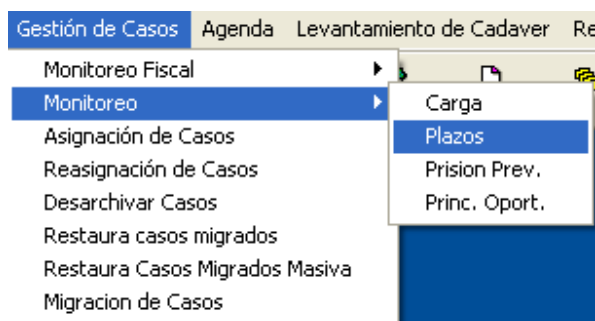 Gestión de Casos Agenda Levantamiento de Cadaver Re
Monitoreo Fiscal
Monitoreo
Carga
Asignación de Casos
Plazos
Reasignación de Casos
Prision Prev.
Desarchivar Casos
Princ. Oport.
Restaura casos migrados
Restaura Casos Migrados Masiva
Migracion de Casos